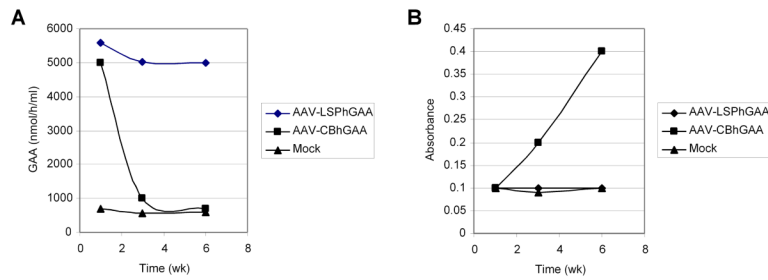 A
6000
5000
4000
3000
2000
1000
0
GAA (nmol/h/ml)
0 2 4 6 8
Time (wk)
AAV-LSPhGAA
AAV-CBhGAA
Mock
B
0.45
0.4
0.35
0.3
0.25
0.2
0.15
0.1
0.05
0
Absorbance
0 2 4 6 8
Time (wk)
AAV-LSPhGAA
AAV-CBhGAA
Mock